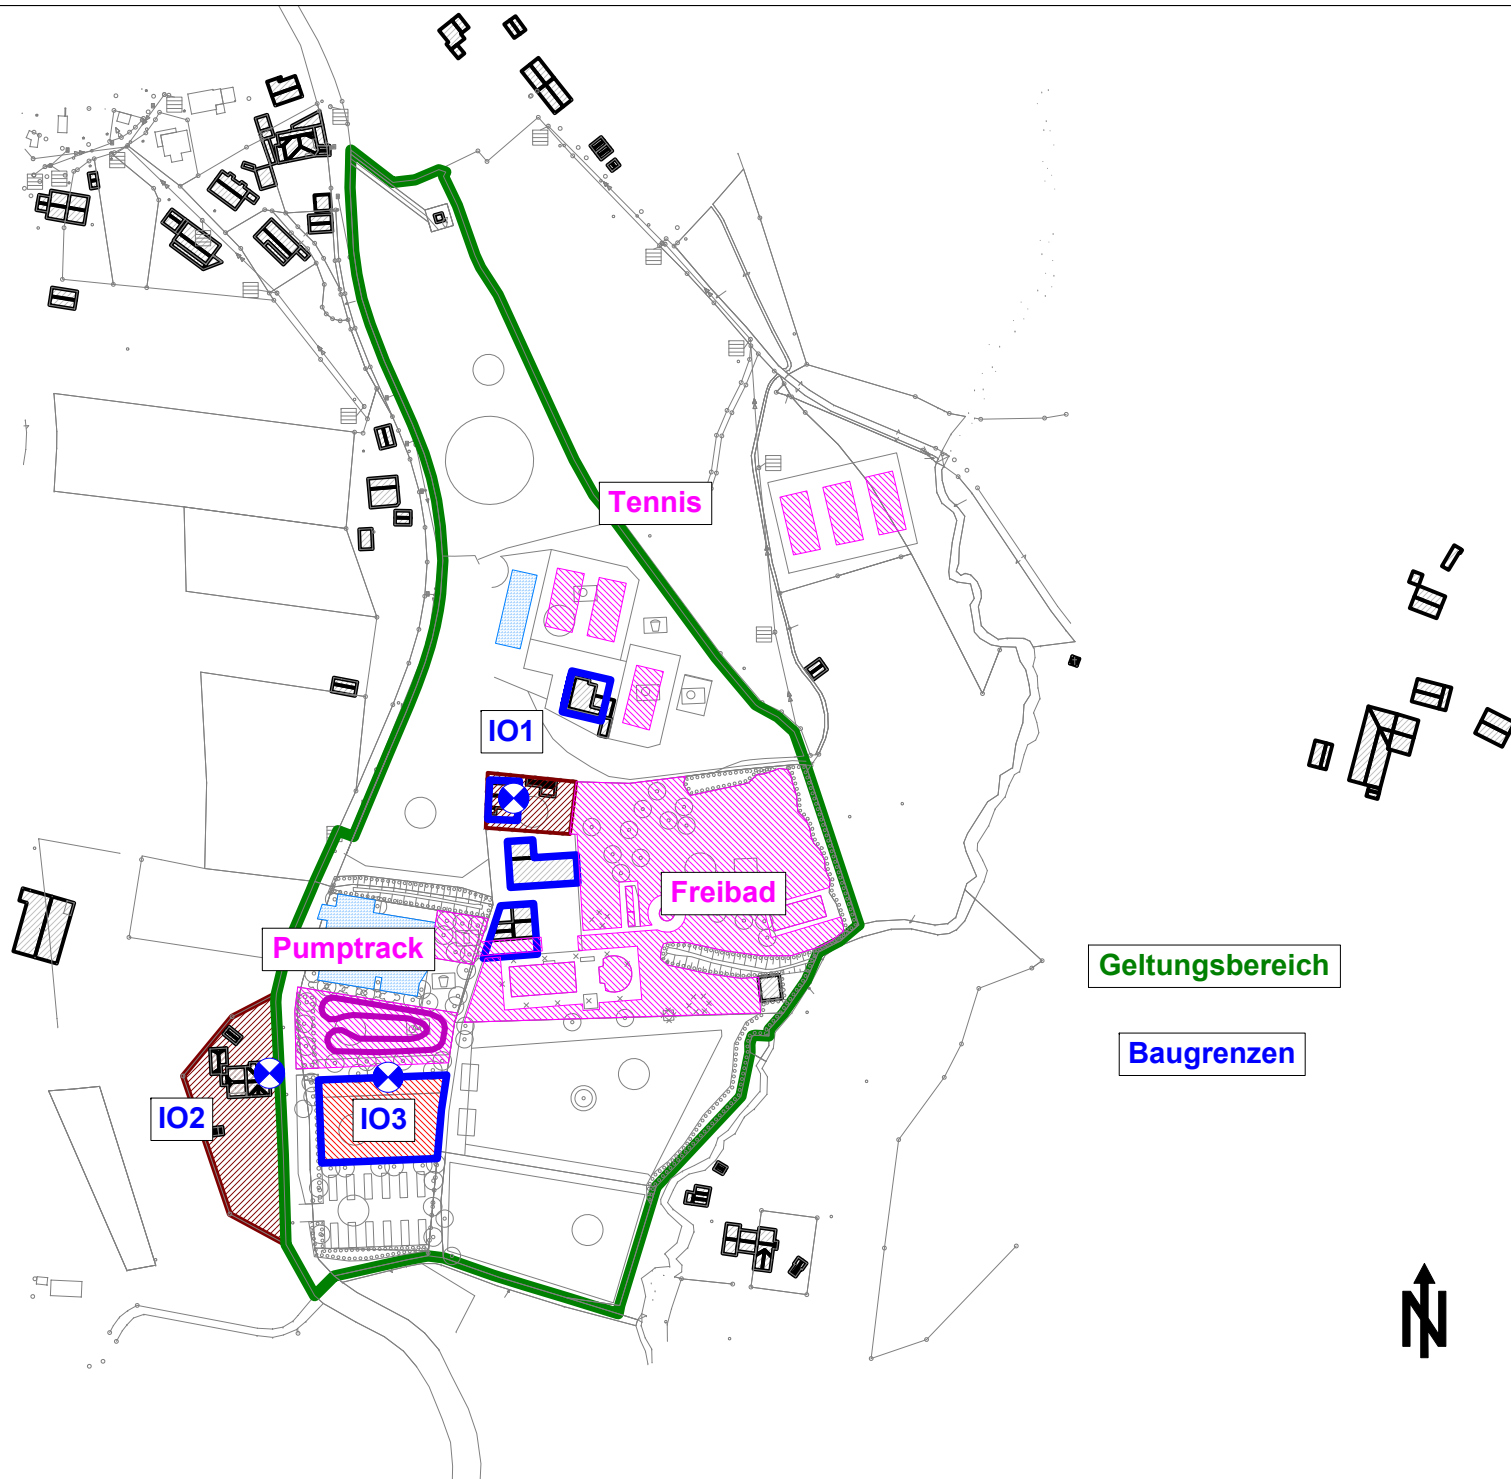 Tennis
IO1
Freibad
Pumptrack
Geltungsbereich
Baugrenzen
IO2
IO3
N